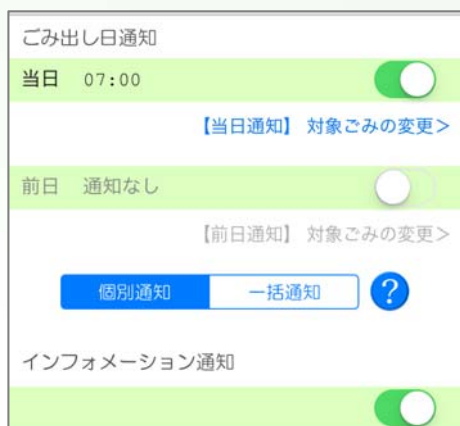 ごみ出し日通知
当日 07:00
【当日通知】 対象ごみの変更>
前日 通知なし
【前日通知】 対象ごみの変更>
個別通知 一括通知 ?
インフォメーション通知